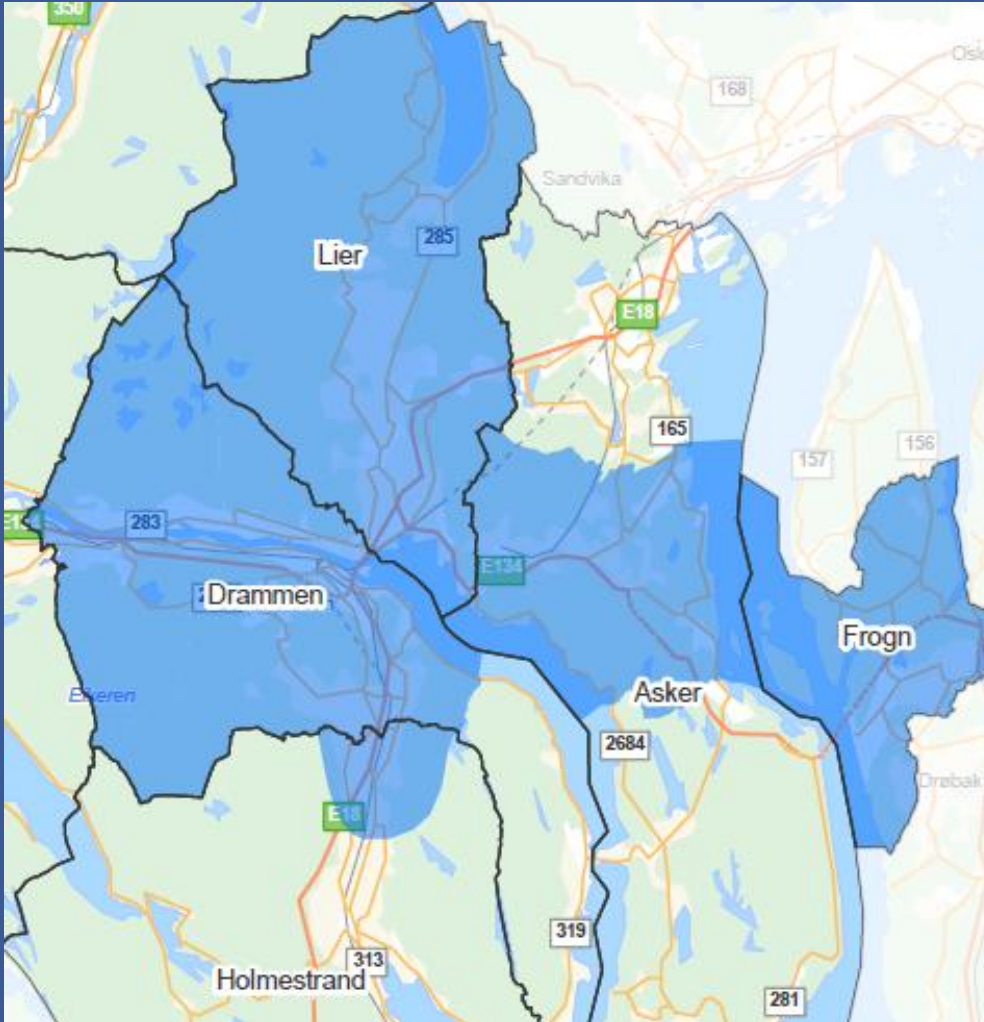 350
168
Sandvika
Lier
285
E18
165
156
157
283
E134
Drammen
Frogn
Eikeren
Asker
2684
Drøbak
E18
319
313
Holmestrand
281